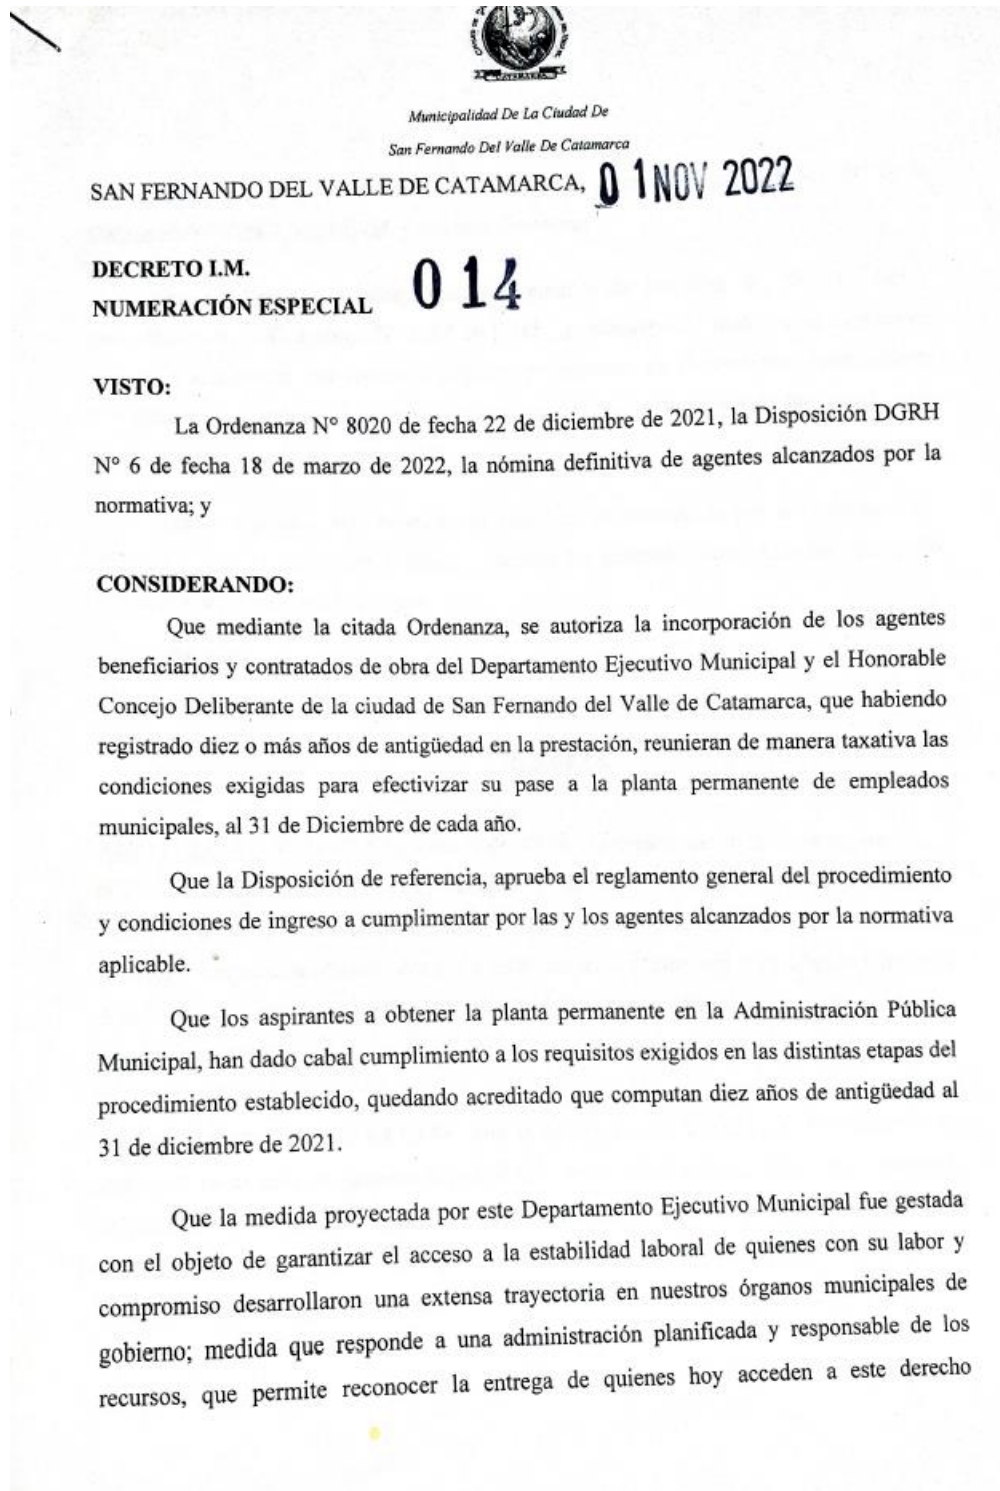 CATAMARCA
Municipalidad De La Ciudad De
San Fernando Del Valle De Catamarca
SAN FERNANDO DEL VALLE DE CATAMARCA, 0 1 NOV 2022
DECRETO I.M.
NUMERACIÓN ESPECIAL 0 14
VISTO:
La Ordenanza N° 8020 de fecha 22 de diciembre de 2021, la Disposición DGRH
N° 6 de fecha 18 de marzo de 2022, la nómina definitiva de agentes alcanzados por la
normativa; y
CONSIDERANDO:
Que mediante la citada Ordenanza, se autoriza la incorporación de los agentes
beneficiarios y contratados de obra del Departamento Ejecutivo Municipal y el Honorable
Concejo Deliberante de la ciudad de San Fernando del Valle de Catamarca, que habiendo
registrado diez o más años de antigüedad en la prestación, reunieran de manera taxativa las
condiciones exigidas para efectivizar su pase a la planta permanente de empleados
municipales, al 31 de Diciembre de cada año.
Que la Disposición de referencia, aprueba el reglamento general del procedimiento
y condiciones de ingreso a cumplimentar por las y los agentes alcanzados por la normativa
aplicable.
Que los aspirantes a obtener la planta permanente en la Administración Pública
Municipal, han dado cabal cumplimiento a los requisitos exigidos en las distintas etapas del
procedimiento establecido, quedando acreditado que computan diez años de antigüedad al
31 de diciembre de 2021.
Que la medida proyectada por este Departamento Ejecutivo Municipal fue gestada
con el objeto de garantizar el acceso a la estabilidad laboral de quienes con su labor y
compromiso desarrollaron una extensa trayectoria en nuestros órganos municipales de
gobierno; medida que responde a una administración planificada y responsable de los
recursos, que permite reconocer la entrega de quienes hoy acceden a este derecho